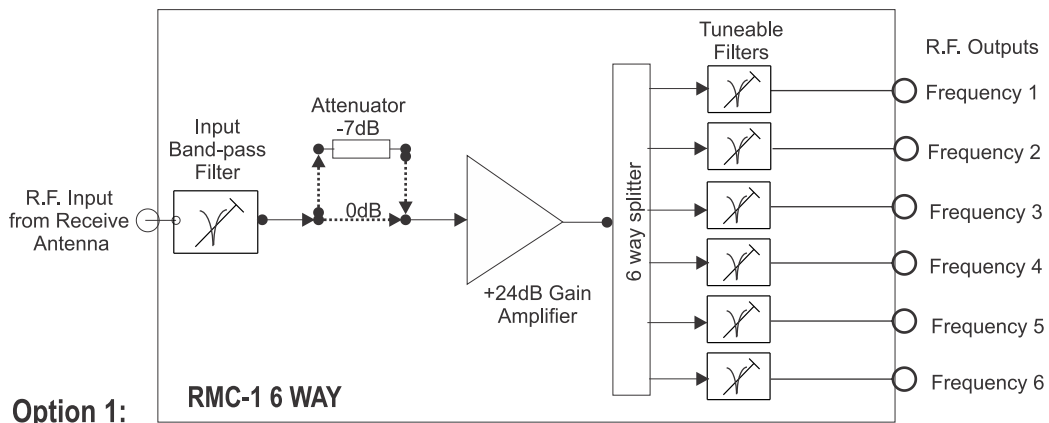 Tuneable
Filters
R.F. Outputs
Attenuator
-7dB
Input
Band-pass
Filter
0dB
R.F. Input
from Receive
Antenna
+24dB Gain
Amplifier
6 way splitter
Frequency 1
Frequency 2
Frequency 3
Frequency 4
Frequency 5
Frequency 6
RMC-1 6 WAY
Option 1: